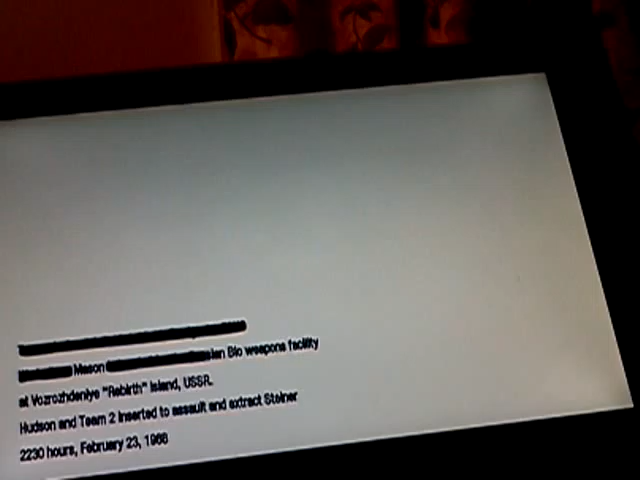 Mason ian Bio weapons facility
at Vozrozhdeniye "Rebirth" Island, USSR.
Hudson and Team 2 inserted to assault and extract Steiner
2230 hours, February 23, 1968